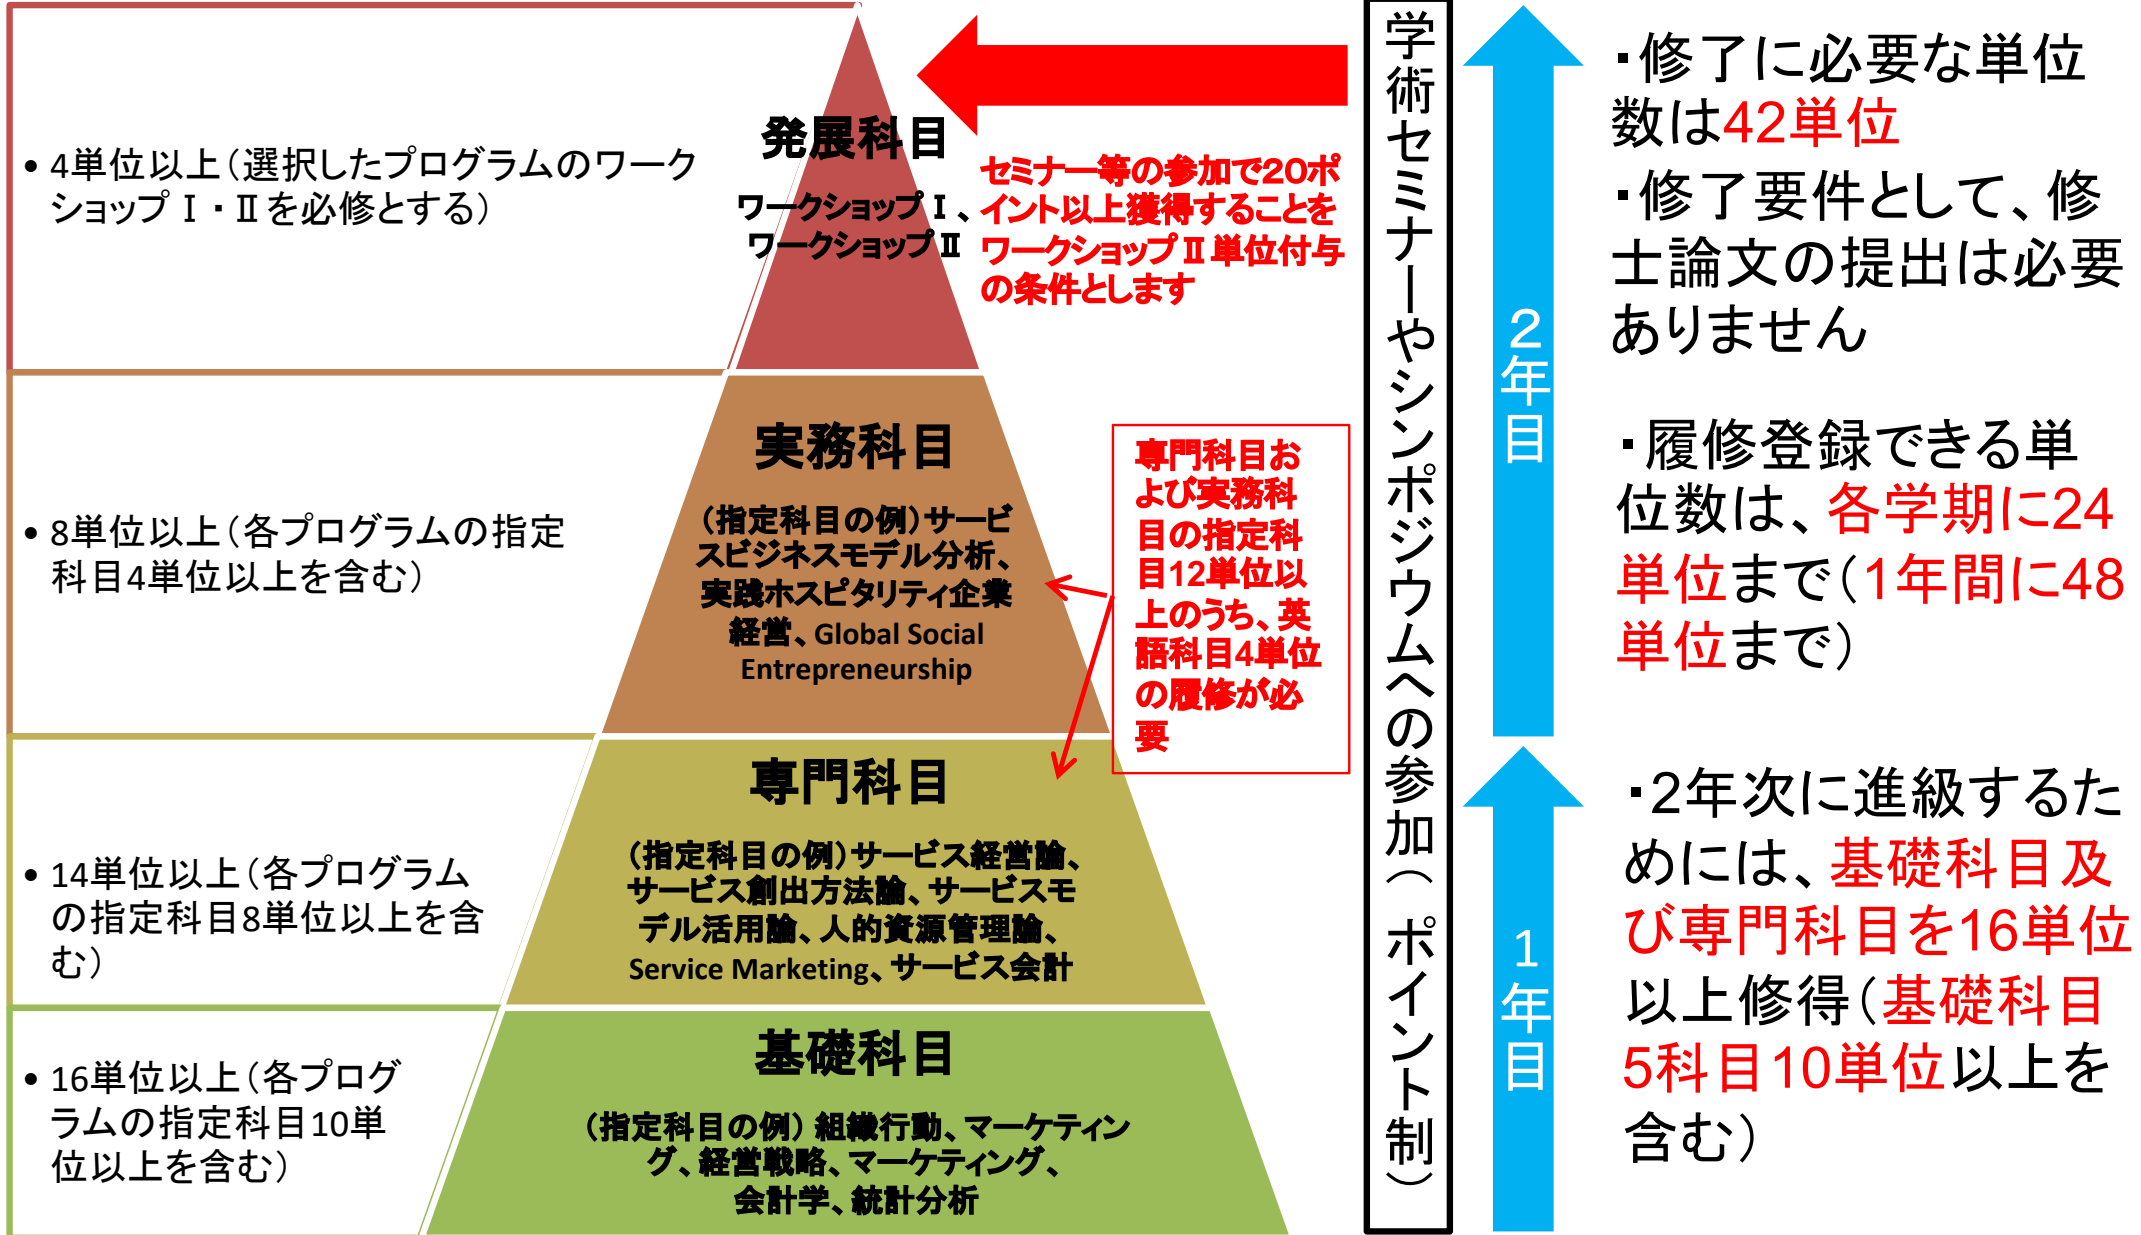 ・4単位以上（選択したプログラムのワーク
ショップⅠ・Ⅱを必修とする）
発展科目
ワークショップⅠ、
ワークショップⅡ
セミナー等の参加で20ポ
イント以上獲得することを
ワークショップⅡ単位付与
の条件とします
・8単位以上（各プログラムの指定
科目4単位以上を含む）
実務科目
（指定科目の例）サービ
スビジネスモデル分析、
実践ホスピタリティ企業
経営、Global Social
Entrepreneurship
専門科目お
よび実務科
目の指定科
目12単位以
上のうち、英
語科目4単位
の履修が必
要
・14単位以上（各プログラム
の指定科目8単位以上を含
む）
専門科目
（指定科目の例）サービス経営論、
サービス創出方法論、サービスモ
デル活用論、人的資源管理論、
Service Marketing、サービス会計
・16単位以上（各プログ
ラムの指定科目10単
位以上を含む）
基礎科目
（指定科目の例）組織行動、マーケティン
グ、経営戦略、マーケティング、
会計学、統計分析
学術セミナーやシンポジウムへの参加（ポイント制）
2年目
1年目
・修了に必要な単位
数は42単位
・修了要件として、修
士論文の提出は必要
ありません
・履修登録できる単
位数は、各学期に24
単位まで（1年間に48
単位まで）
・2年次に進級するた
めには、基礎科目及
び専門科目を16単位
以上修得（基礎科目
5科目10単位以上を
含む）